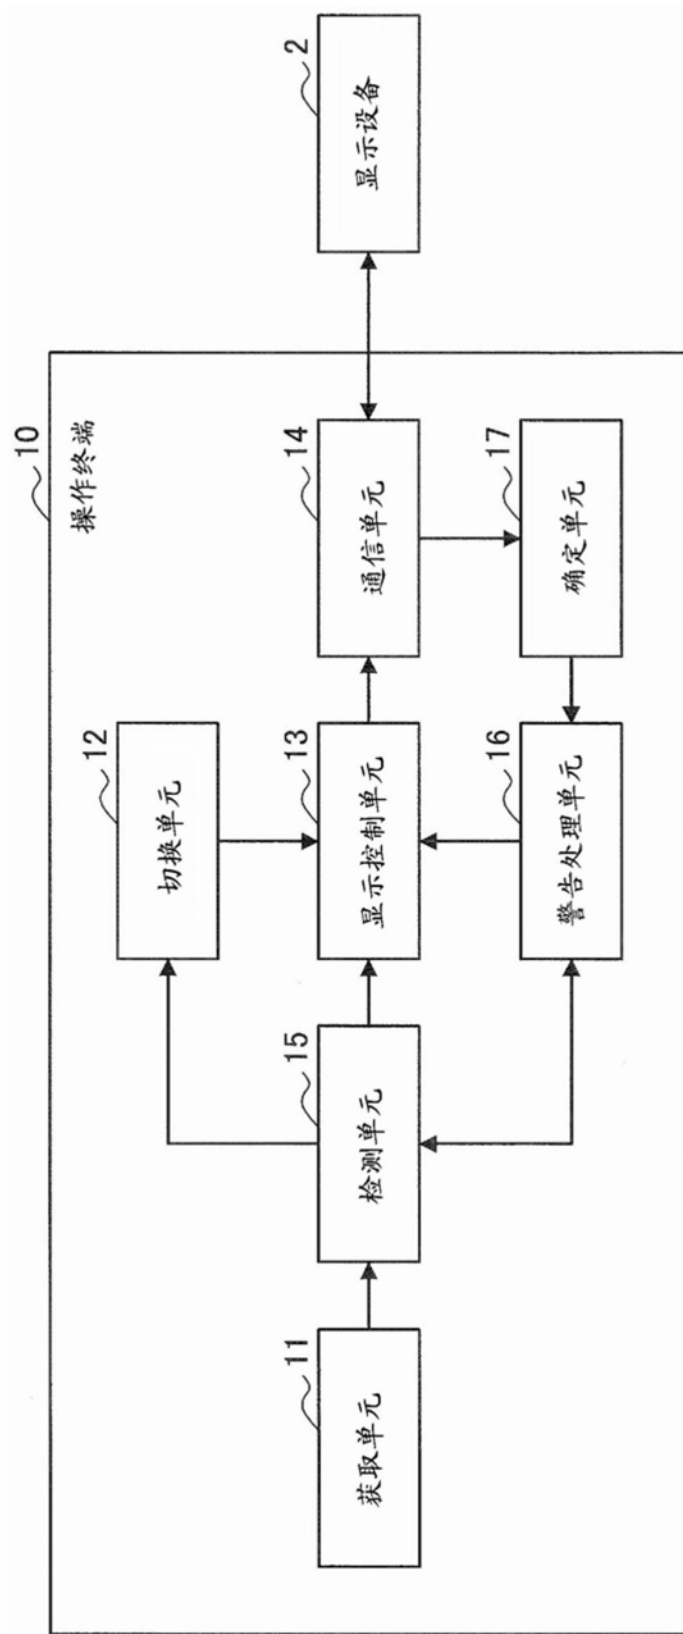 10
操作终端
2
显示设备
12
切换单元
11
获取单元
15
检测单元
13
显示控制单元
14
通信单元
16
警告处理单元
17
确定单元